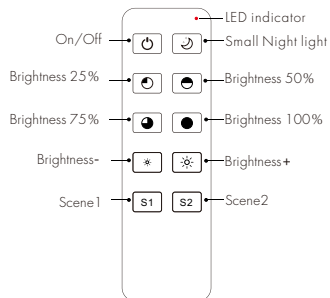 LED indicator
On/Off
Small Night light
Brightness 25%
Brightness 50%
Brightness 75%
Brightness 100%
Brightness-
Brightness+
Scene1
S1
S2
Scene2